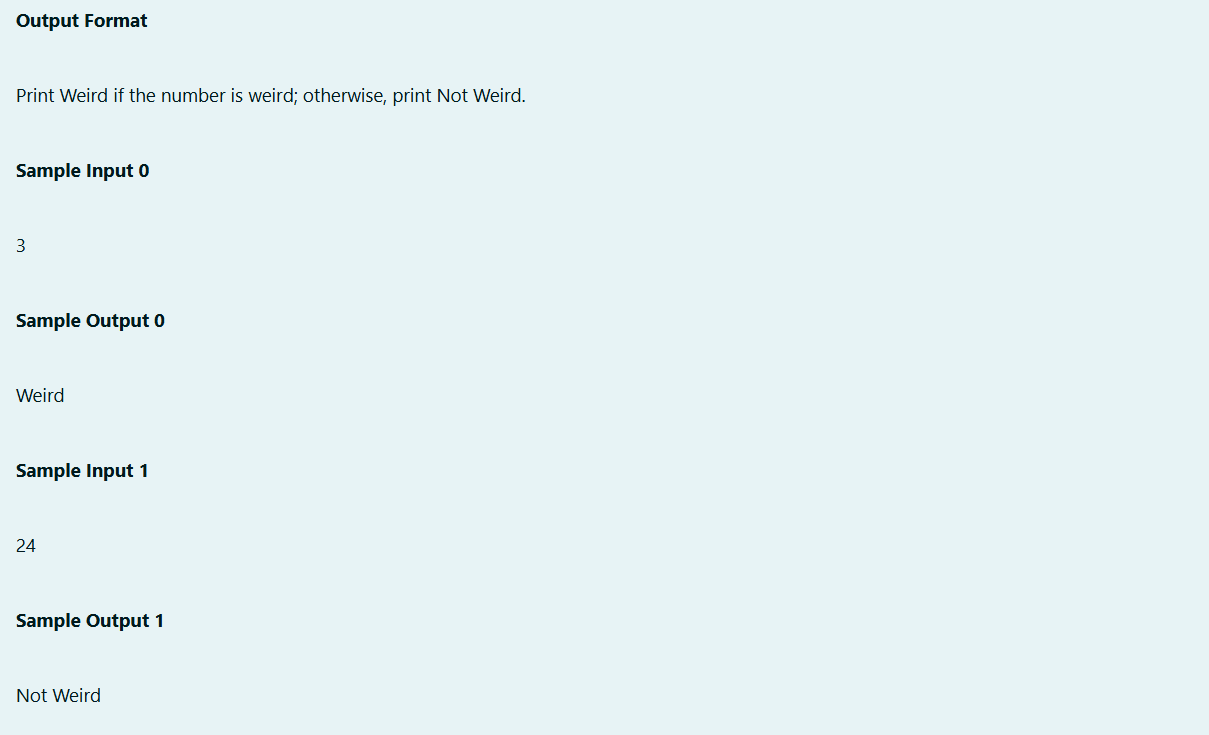 Output Format
Print Weird if the number is weird; otherwise, print Not Weird.
Sample Input 0
3
Sample Output 0
Weird
Sample Input 1
24
Sample Output 1
Not Weird